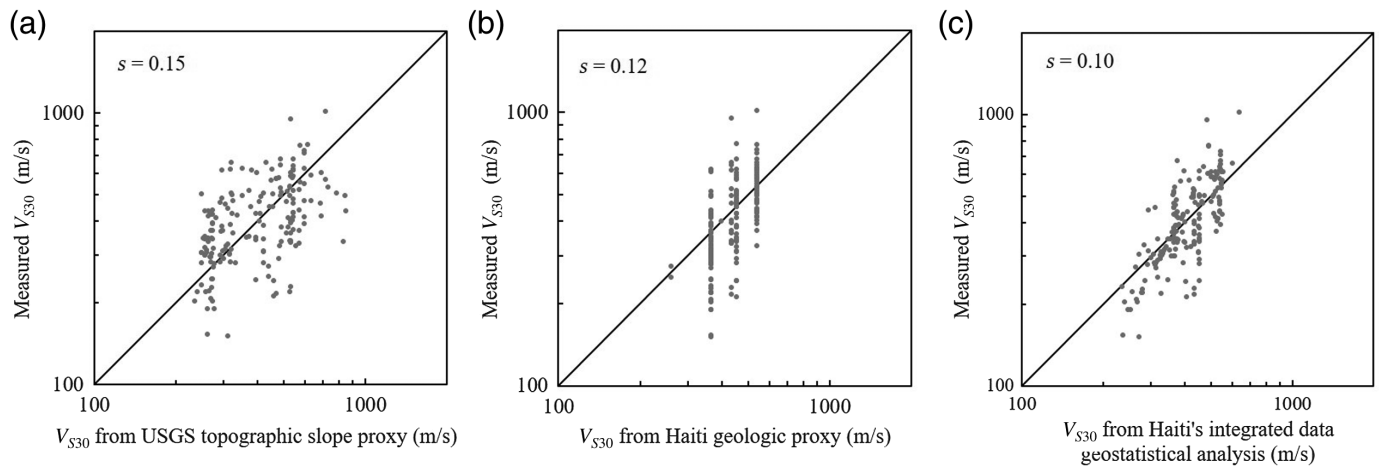 (a)
s = 0.15
Measured VS30 (m/s)
1000
100
100
1000
VS30 from USGS topographic slope proxy (m/s)
(b)
s = 0.12
Measured VS30 (m/s)
1000
100
100
1000
VS30 from Haiti geologic proxy (m/s)
(c)
s = 0.10
Measured VS30 (m/s)
1000
100
100
1000
VS30 from Haiti's integrated data
geostatistical analysis (m/s)